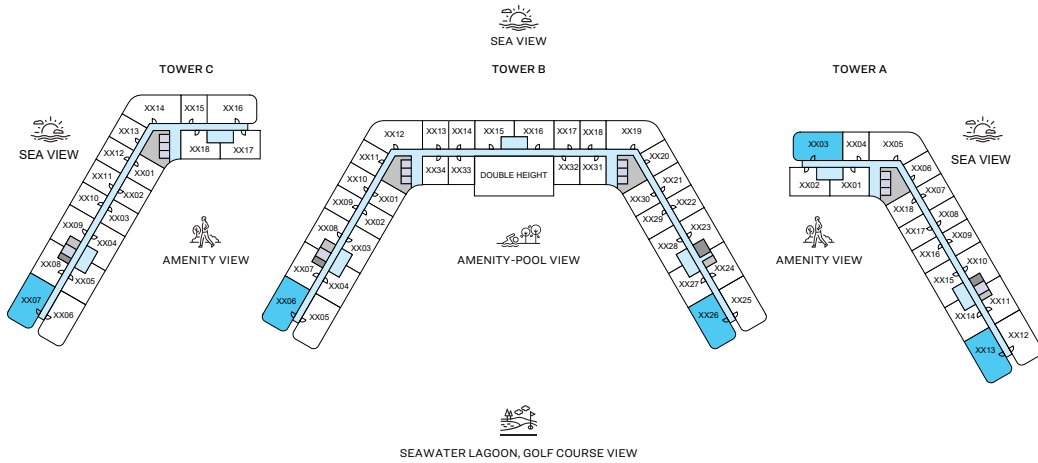 SEA VIEW
TOWER C
TOWER B
TOWER A
SEA VIEW
XX14
XX15
XX16
XX13
XX12
XX11
XX10
XX09
XX08
XX07
XX18
XX17
XX01
XX02
XX03
XX04
XX05
XX06
AMENITY VIEW
XX12
XX13
XX14
XX15
XX16
XX17
XX18
XX19
XX11
XX10
XX09
XX08
XX07
XX06
XX34
XX33
DOUBLE HEIGHT
XX32
XX31
XX01
XX02
XX03
XX04
XX05
XX20
XX21
XX22
XX23
XX24
XX25
XX30
XX29
XX28
XX27
XX26
AMENITY-POOL VIEW
XX03
XX04
XX05
XX02
XX01
XX06
XX07
XX08
XX09
XX10
XX11
XX12
XX18
XX17
XX16
XX15
XX14
XX13
SEA VIEW
AMENITY VIEW
SEAWATER LAGOON, GOLF COURSE VIEW